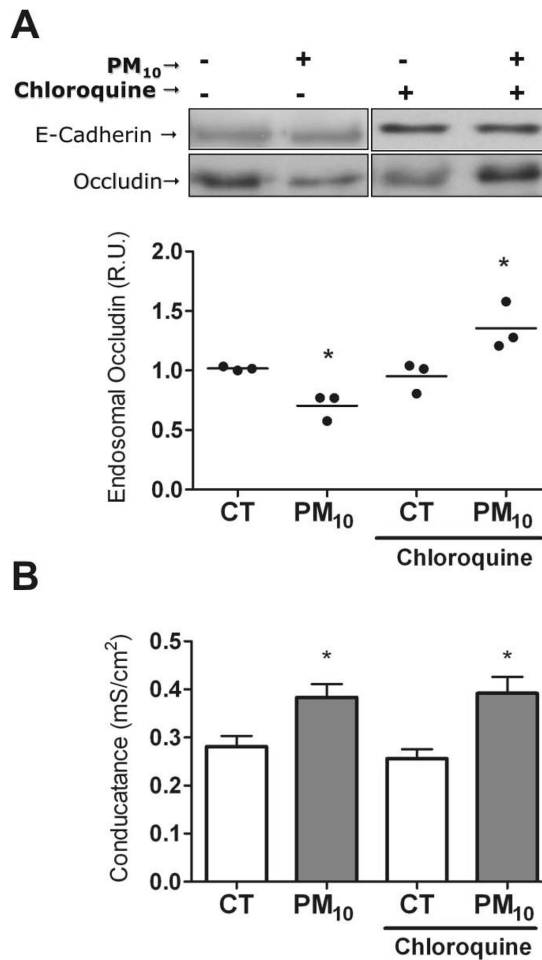 A
PM₁₀→ - + - +
Chloroquine→ - - + +
E-Cadherin →
Occludin→
Endosomal Occludin (R.U.)
2.0
*
1.5
*
1.0
0.5
0.0
CT PM₁₀ CT PM₁₀
Chloroquine
B
Conducatance (mS/cm²)
0.5
* *
0.4
0.3
0.2
0.1
0.0
CT PM₁₀ CT PM₁₀
Chloroquine